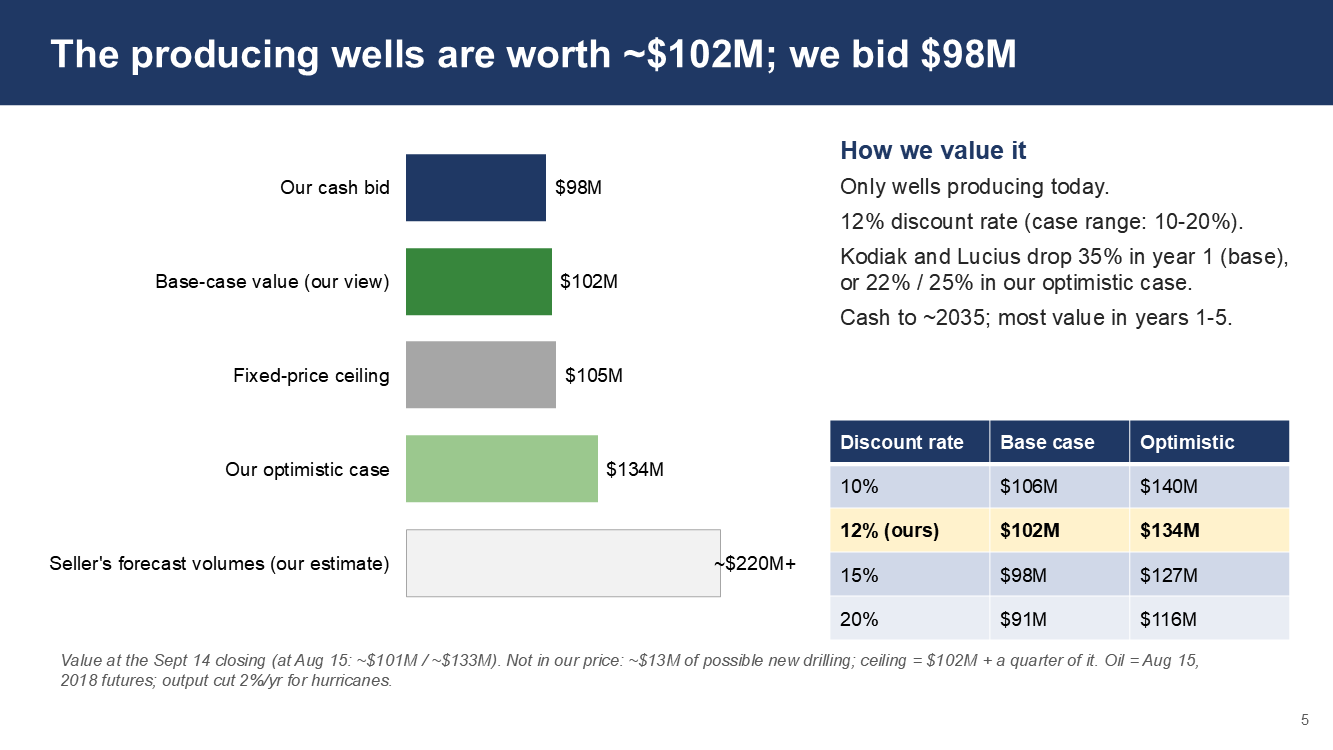 The producing wells are worth ~$102M; we bid $98M
Our cash bid
$98M
Base-case value (our view)
$102M
Fixed-price ceiling
$105M
Our optimistic case
$134M
Seller's forecast volumes (our estimate)
~$220M+
How we value it
Only wells producing today.
12% discount rate (case range: 10-20%).
Kodiak and Lucius drop 35% in year 1 (base),
or 22% / 25% in our optimistic case.
Cash to ~2035; most value in years 1-5.
Discount rate Base case Optimistic
10% $106M $140M
12% (ours) $102M $134M
15% $98M $127M
20% $91M $116M
Value at the Sept 14 closing (at Aug 15: ~$101M / ~$133M). Not in our price: ~$13M of possible new drilling; ceiling = $102M + a quarter of it. Oil = Aug 15,
2018 futures; output cut 2%/yr for hurricanes.
5